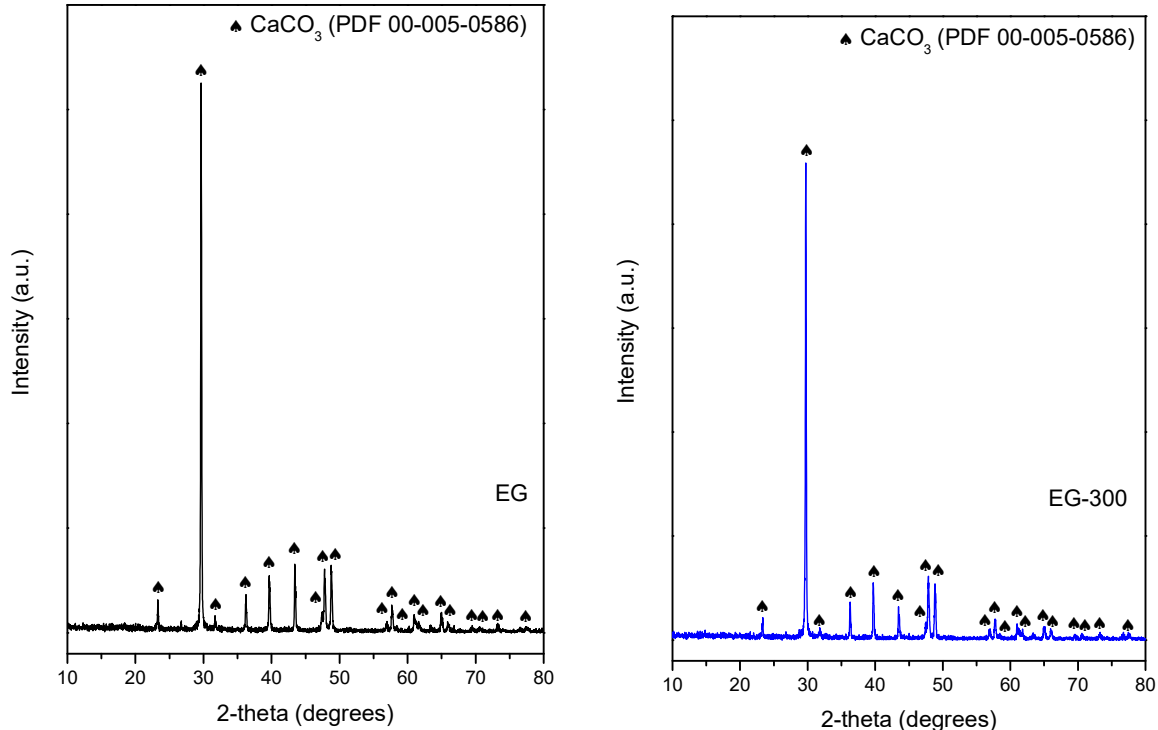 ♠ CaCO₃ (PDF 00-005-0586)
Intensity (a.u.)
EG
10 20 30 40 50 60 70 80
2-theta (degrees)
♠ CaCO₃ (PDF 00-005-0586)
Intensity (a.u.)
EG-300
10 20 30 40 50 60 70 80
2-theta (degrees)